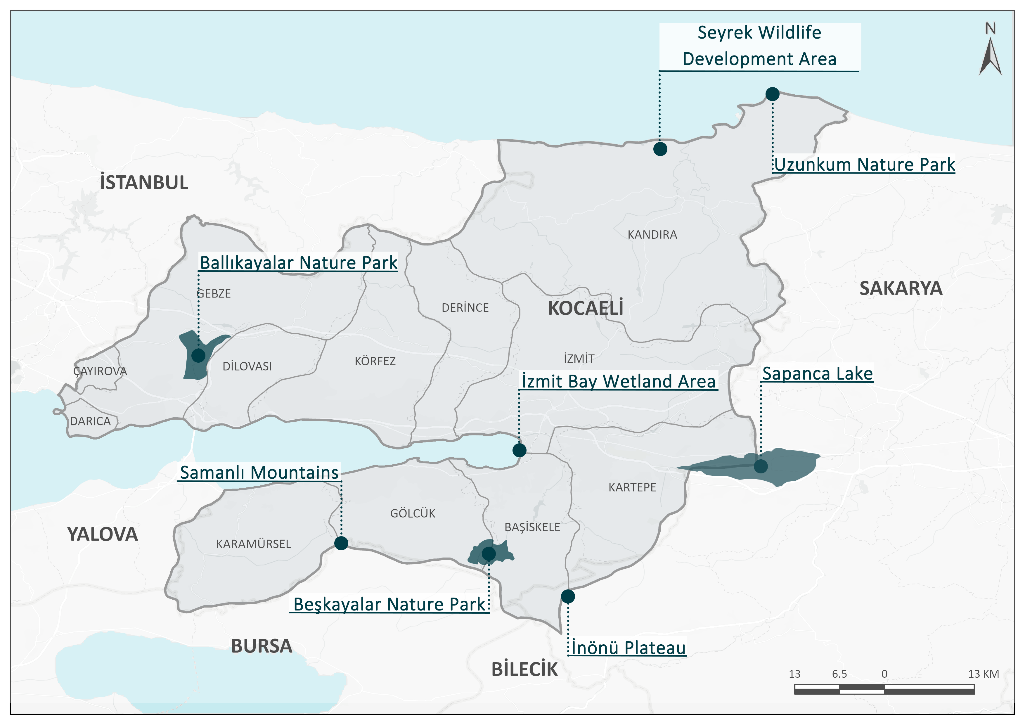 Seyrek Wildlife
Development Area
N
Uzunkum Nature Park
İSTANBUL
KANDIRA
Ballıkayalar Nature Park
GEBZE
SAKARYA
DERİNCE
KOCAELİ
KÖRFEZ
İZMİT
DİLOVASI
ÇAYIROVA
İzmit Bay Wetland Area
Sapanca Lake
DARICA
Samanlı Mountains
KARTEPE
GÖLCÜK
BAŞİSKELE
YALOVA
KARAMÜRSEL
Beşkayalar Nature Park
BURSA
İnönü Plateau
BİLECİK
13 6.5 0 13 KM